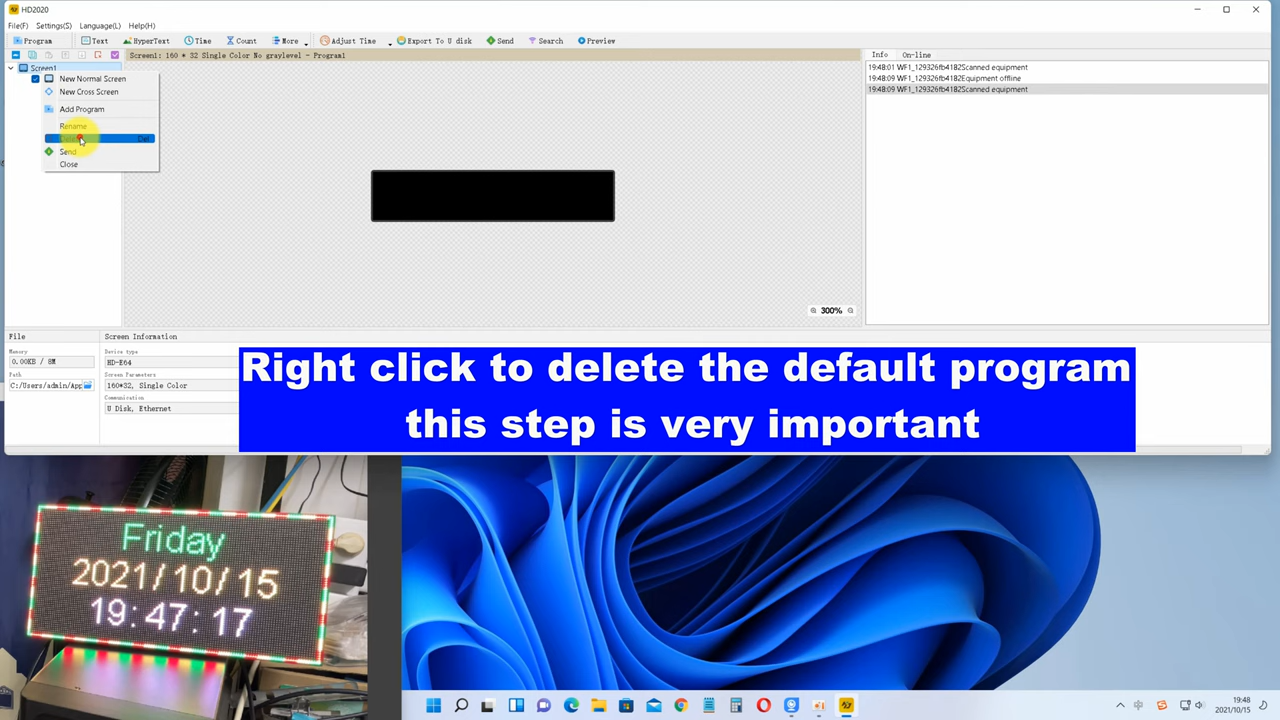 HD2020
File(F) Settings(S) Language(L) Help(H)
Program Text HyperText Time Count More Adjust Time Export To U disk Send Search Preview
Screen1: 160 * 32 Single Color No graylevel - Program1
Info On-line
19:48:01 WF1_129326fb4182Scanned equipment
19:48:09 WF1_129326fb4182Equipment offline
19:48:09 WF1_129326fb4182Scanned equipment
Screen1
New Normal Screen
New Cross Screen
Add Program
Rename
Del
Send
Close
300%
File
Memory
0.00KB / 8M
Path
C:/Users/admin/App
Screen Information
Device type
HD-E64
Screen Parameters
160*32, Single Color
Communication
U Disk, Ethernet
Right click to delete the default program
this step is very important
Friday
2021/10/15
19:47:17
中
19:48
2021/10/15